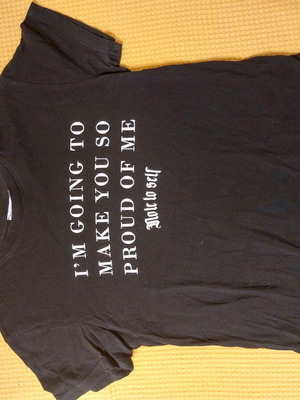 I'M GOING TO
MAKE YOU SO
PROUD OF ME
Note to self